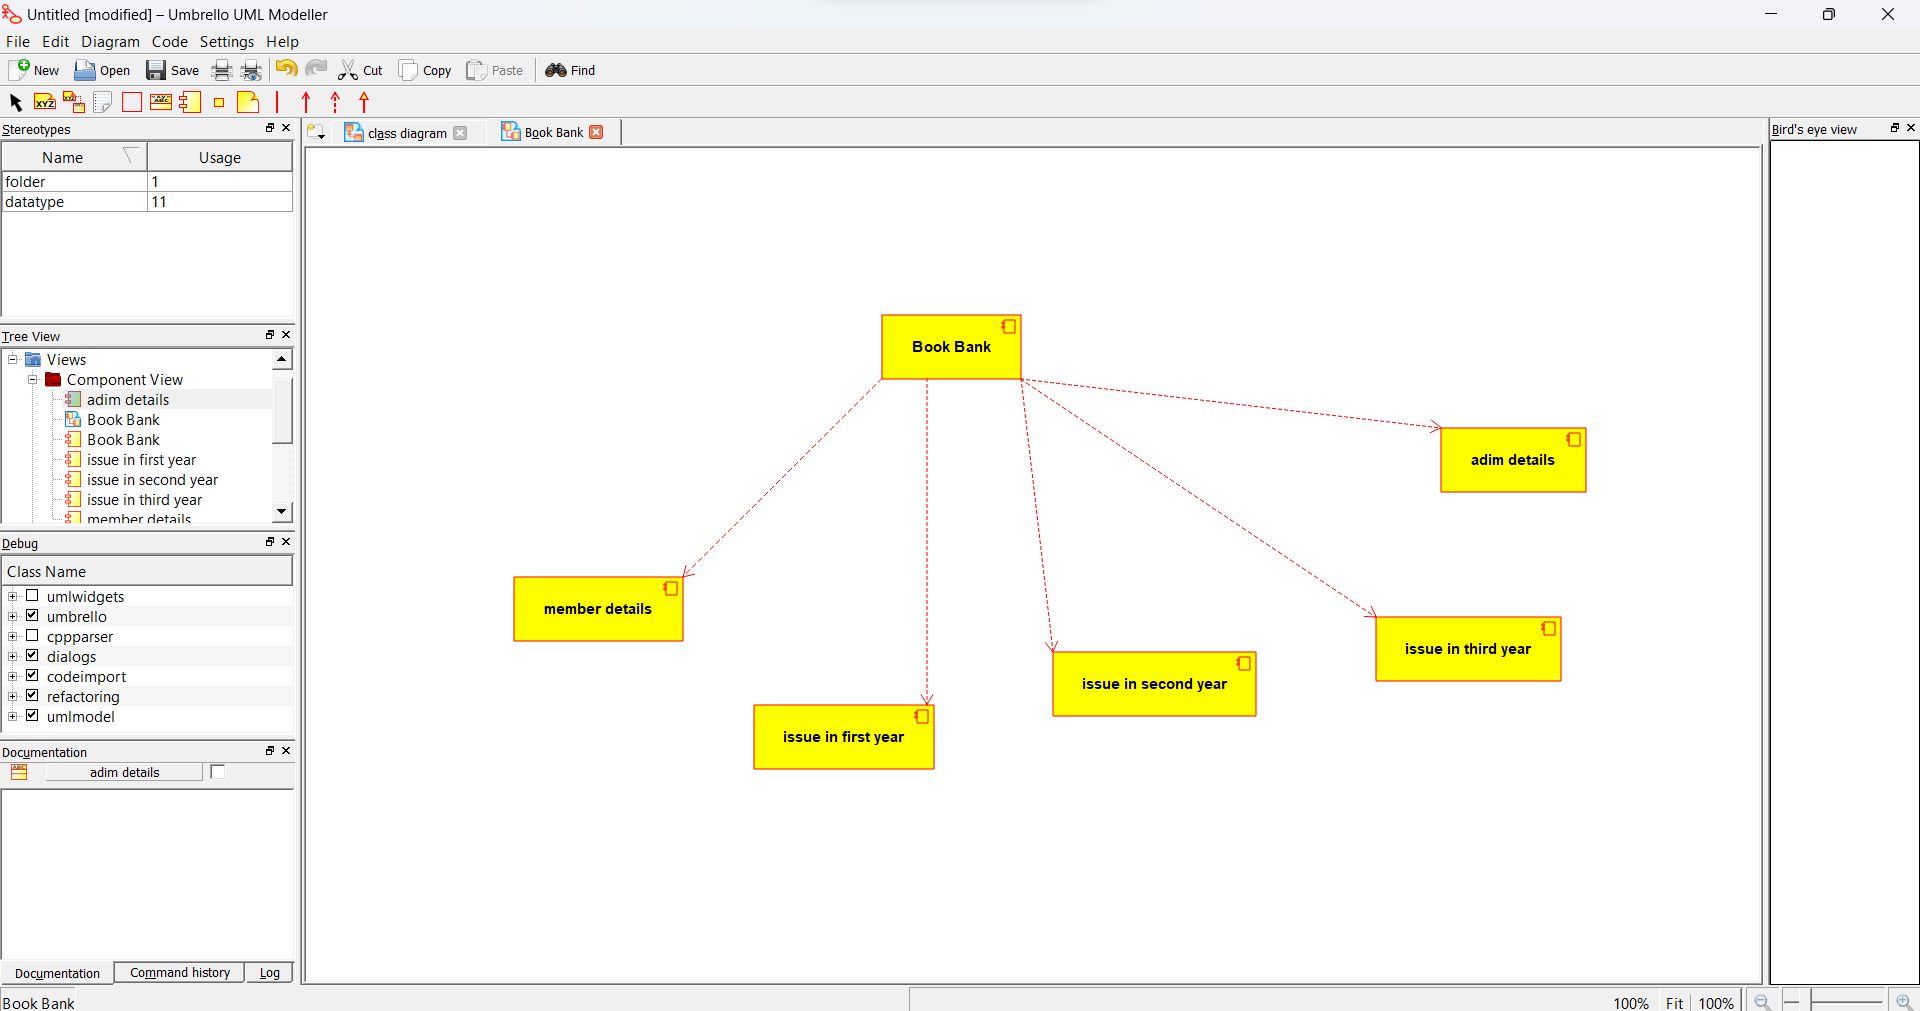 Untitled [modified] – Umbrello UML Modeller
File Edit Diagram Code Settings Help
New Open Save Cut Copy Paste Find
XYZ XYZ ABC
Stereotypes
Name Usage
folder 1
datatype 11
Tree View
Views
Component View
adim details
Book Bank
Book Bank
issue in first year
issue in second year
issue in third year
member details
Debug
Class Name
umlwidgets
umbrello
cppparser
dialogs
codeimport
refactoring
umlmodel
Documentation
adim details
Documentation Command history Log
class diagram Book Bank
Book Bank
adim details
member details
issue in third year
issue in second year
issue in first year
Bird's eye view
Book Bank
100% Fit 100%